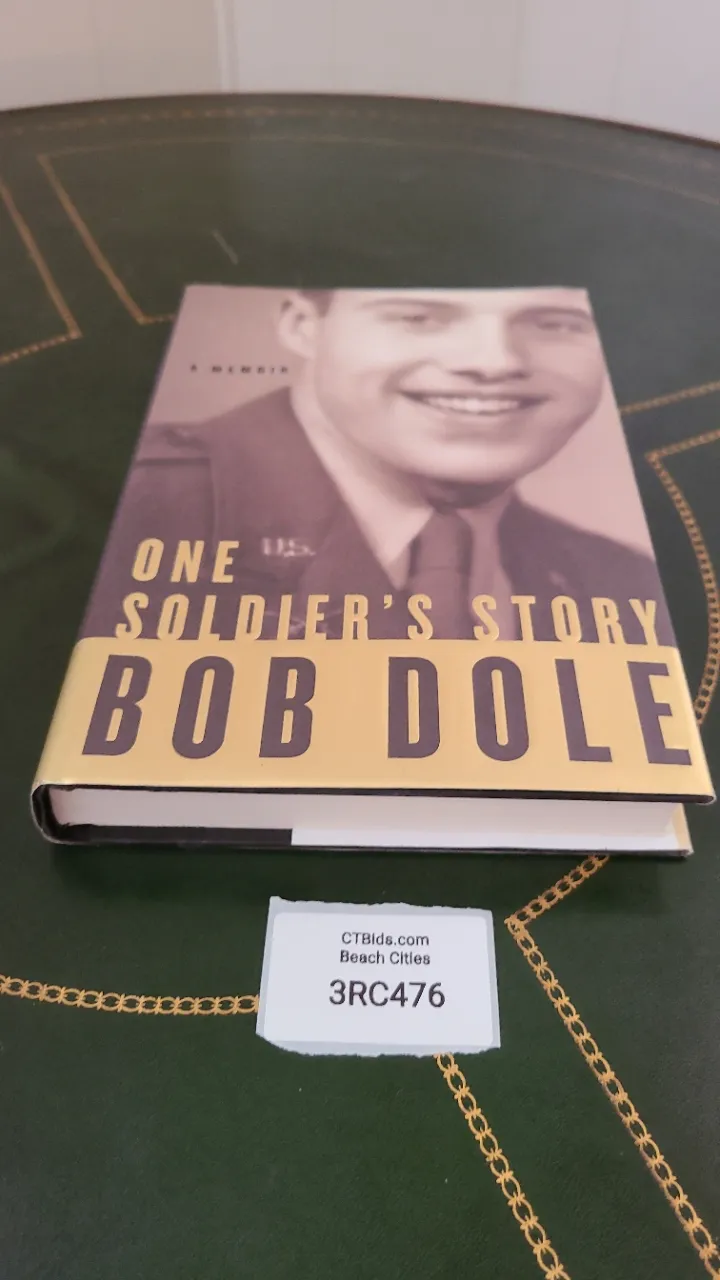 A MEMOIR
U.S.
ONE
SOLDIER'S STORY
BOB DOLE
CTBIds.com
Beach Cities
3RC476